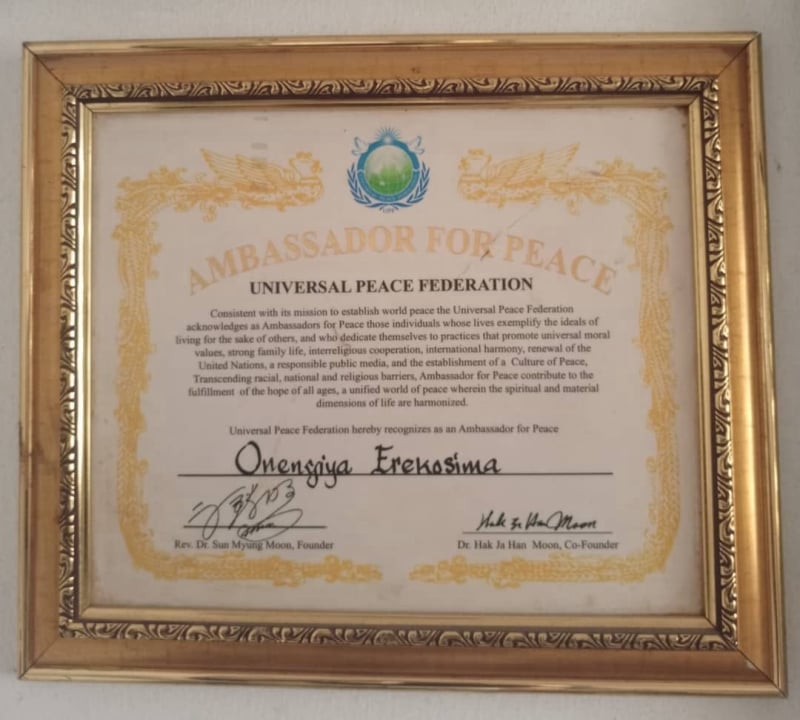 AMBASSADOR FOR PEACE
UNIVERSAL PEACE FEDERATION
Consistent with its mission to establish world peace the Universal Peace Federation
acknowledges as Ambassadors for Peace those individuals whose lives exemplify the ideals of
living for the sake of others, and who dedicate themselves to practices that promote universal moral
values, strong family life, interreligious cooperation, international harmony, renewal of the
United Nations, a responsible public media, and the establishment of a Culture of Peace,
Transcending racial, national and religious barriers, Ambassador for Peace contribute to the
fulfillment of the hope of all ages, a unified world of peace wherein the spiritual and material
dimensions of life are harmonized.
Universal Peace Federation hereby recognizes as an Ambassador for Peace
Onengiya Erekosima
Hak Ja Han Moon
Rev. Dr. Sun Myung Moon, Founder
Dr. Hak Ja Han Moon, Co-Founder